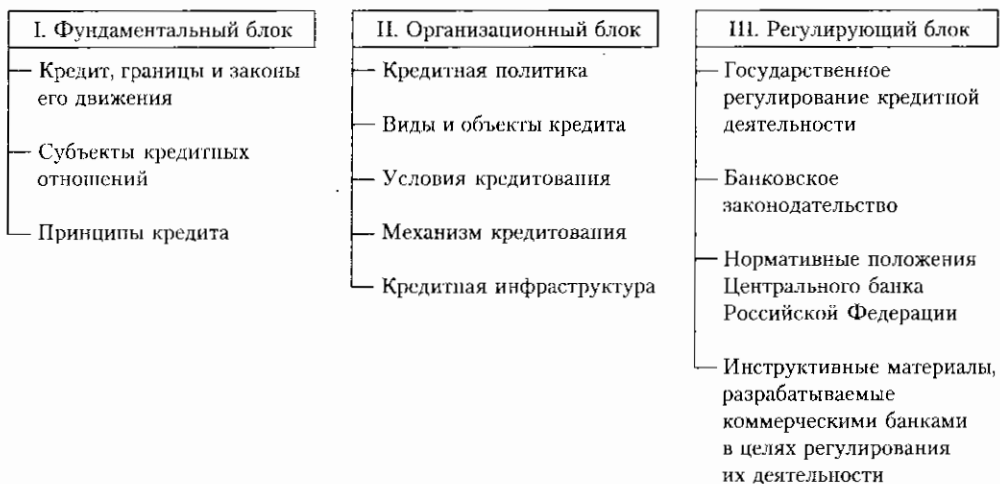 I. Фундаментальный блок
Кредит, границы и законы
его движения
Субъекты кредитных
отношений
Принципы кредита
II. Организационный блок
Кредитная политика
Виды и объекты кредита
Условия кредитования
Механизм кредитования
Кредитная инфраструктура
III. Регулирующий блок
Государственное
регулирование кредитной
деятельности
Банковское
законодательство
Нормативные положения
Центрального банка
Российской Федерации
Инструктивные материалы,
разрабатываемые
коммерческими банками
в целях регулирования
их деятельности